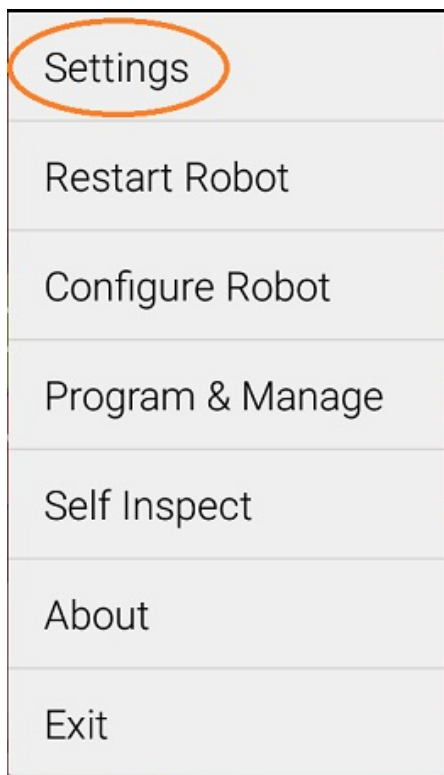 Settings
Restart Robot
Configure Robot
Program & Manage
Self Inspect
About
Exit